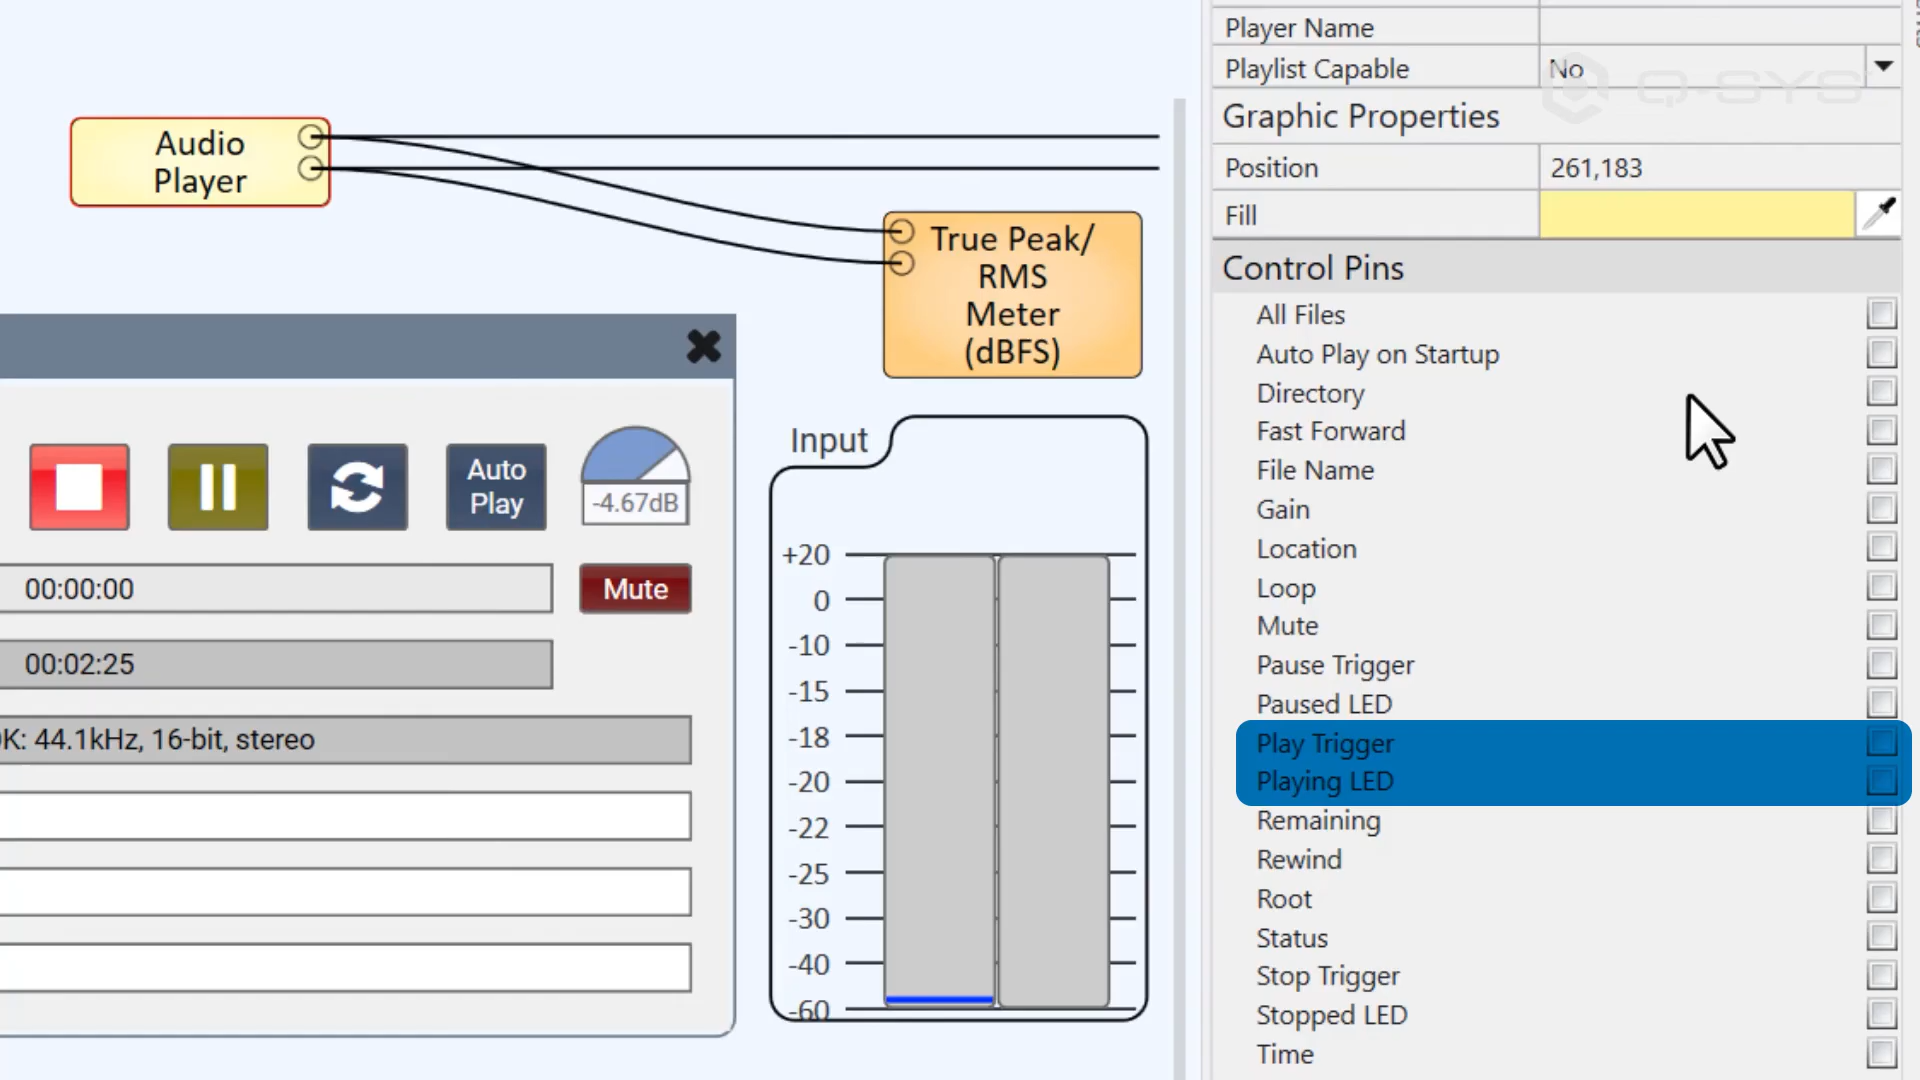 Player Name
Playlist Capable No
Q-SYS
Graphic Properties
Position 261,183
Fill
Control Pins
All Files
Auto Play on Startup
Directory
Fast Forward
File Name
Gain
Location
Loop
Mute
Pause Trigger
Paused LED
Play Trigger
Playing LED
Remaining
Rewind
Root
Status
Stop Trigger
Stopped LED
Time
Audio
Player
True Peak/
RMS
Meter
(dBFS)
Auto
Play
-4.67dB
00:00:00
Mute
00:02:25
K: 44.1kHz, 16-bit, stereo
Input
+20
0
-10
-15
-18
-20
-22
-25
-30
-40
-60